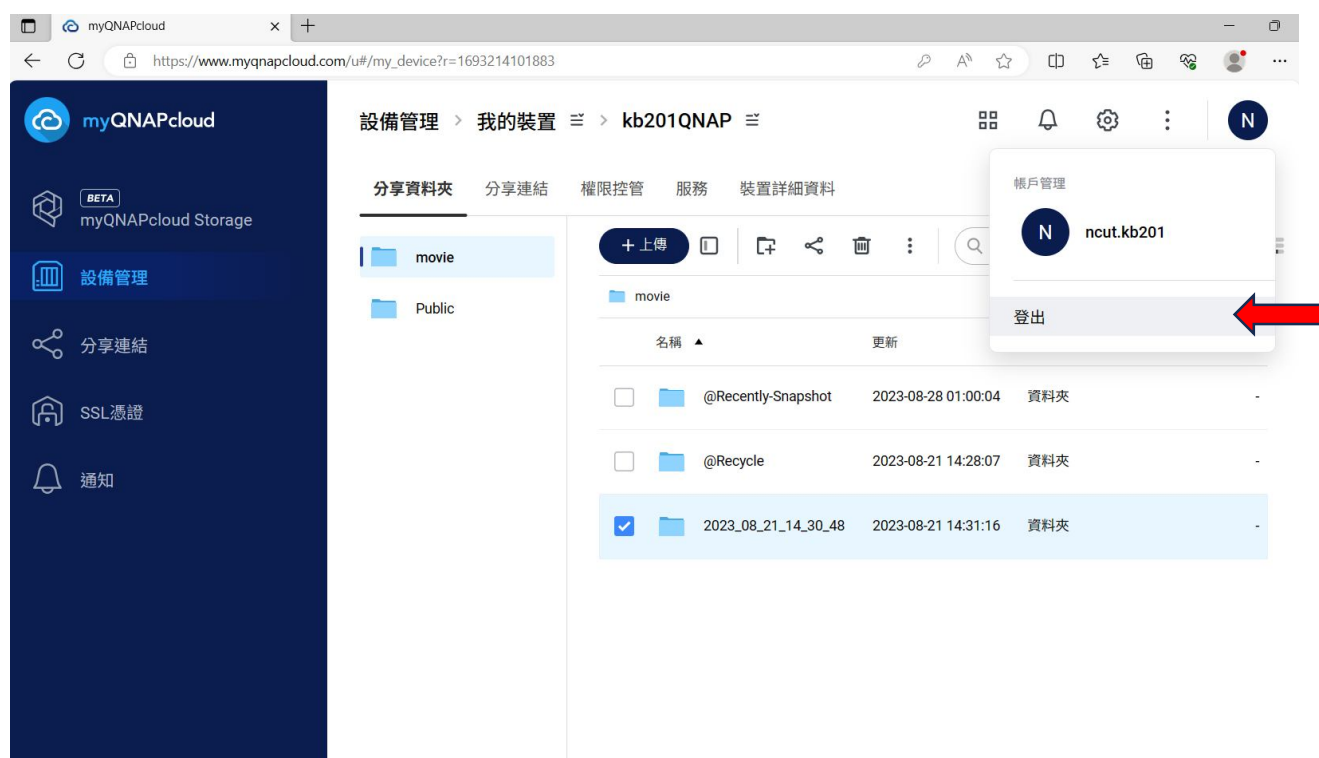 myQNAPcloud
https://www.myqnapcloud.com/u#/my_device?r=1693214101883
myQNAPcloud
設備管理 > 我的裝置 > kb201QNAP
N
BETA
myQNAPcloud Storage
設備管理
分享連結
SSL憑證
通知
分享資料夾 分享連結 權限控管 服務 裝置詳細資料
movie
Public
+ 上傳
movie
名稱 更新
@Recently-Snapshot 2023-08-28 01:00:04 資料夾 -
@Recycle 2023-08-21 14:28:07 資料夾 -
2023_08_21_14_30_48 2023-08-21 14:31:16 資料夾 -
帳戶管理
N ncut.kb201
登出